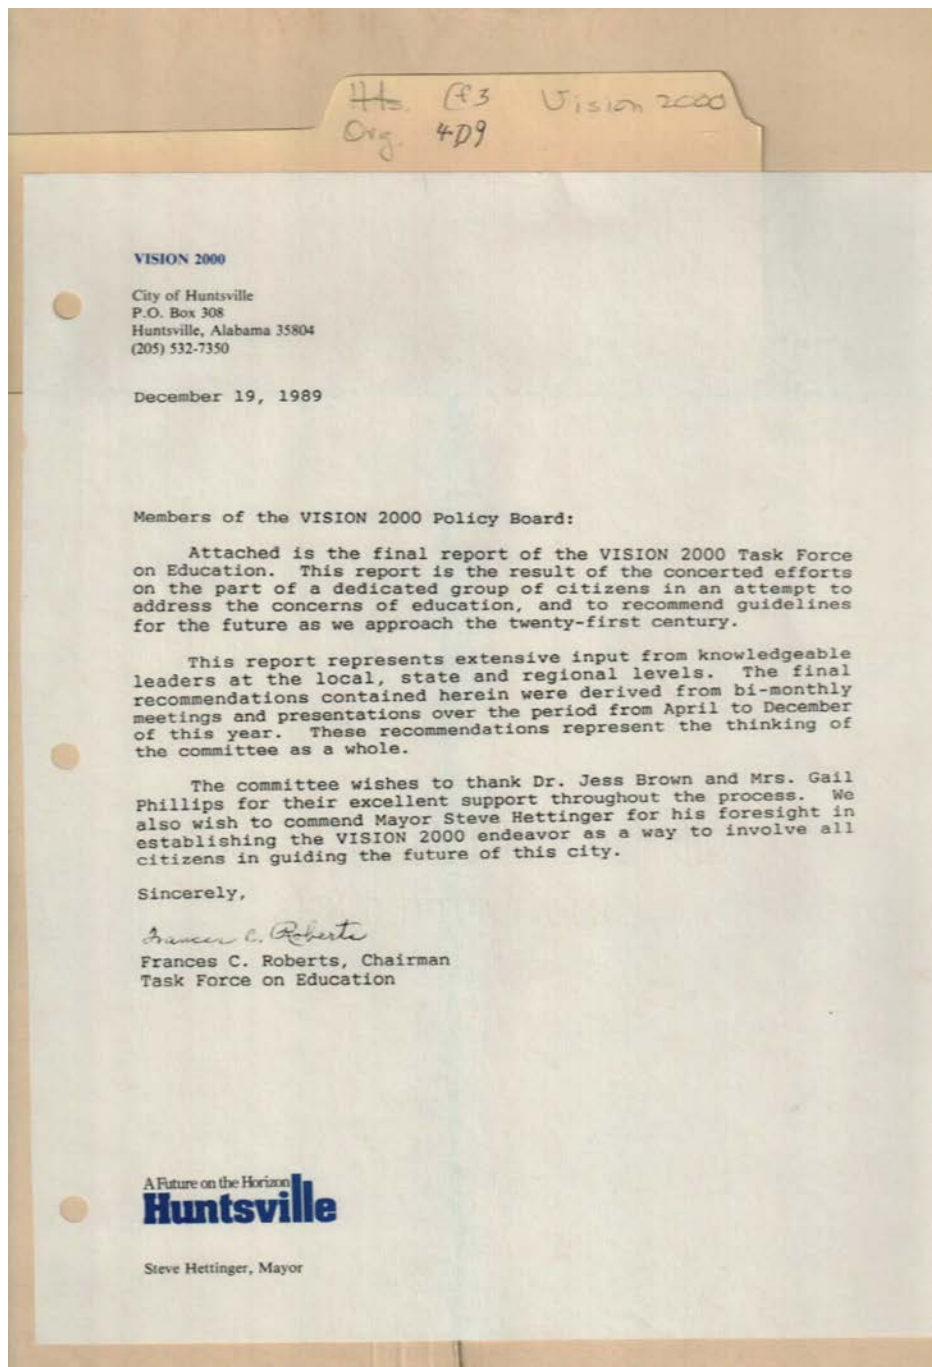 Hts. Cf3 Vision 2000
Org. 4D9
VISION 2000
City of Huntsville
P.O. Box 308
Huntsville, Alabama 35804
(205) 532-7350
December 19, 1989
Members of the VISION 2000 Policy Board:
Attached is the final report of the VISION 2000 Task Force
on Education. This report is the result of the concerted efforts
on the part of a dedicated group of citizens in an attempt to
address the concerns of education, and to recommend guidelines
for the future as we approach the twenty-first century.
This report represents extensive input from knowledgeable
leaders at the local, state and regional levels. The final
recommendations contained herein were derived from bi-monthly
meetings and presentations over the period from April to December
of this year. These recommendations represent the thinking of
the committee as a whole.
The committee wishes to thank Dr. Jess Brown and Mrs. Gail
Phillips for their excellent support throughout the process. We
also wish to commend Mayor Steve Hettinger for his foresight in
establishing the VISION 2000 endeavor as a way to involve all
citizens in guiding the future of this city.
Sincerely,
Frances C. Roberts
Frances C. Roberts, Chairman
Task Force on Education
A Future on the Horizon
Huntsville
Steve Hettinger, Mayor